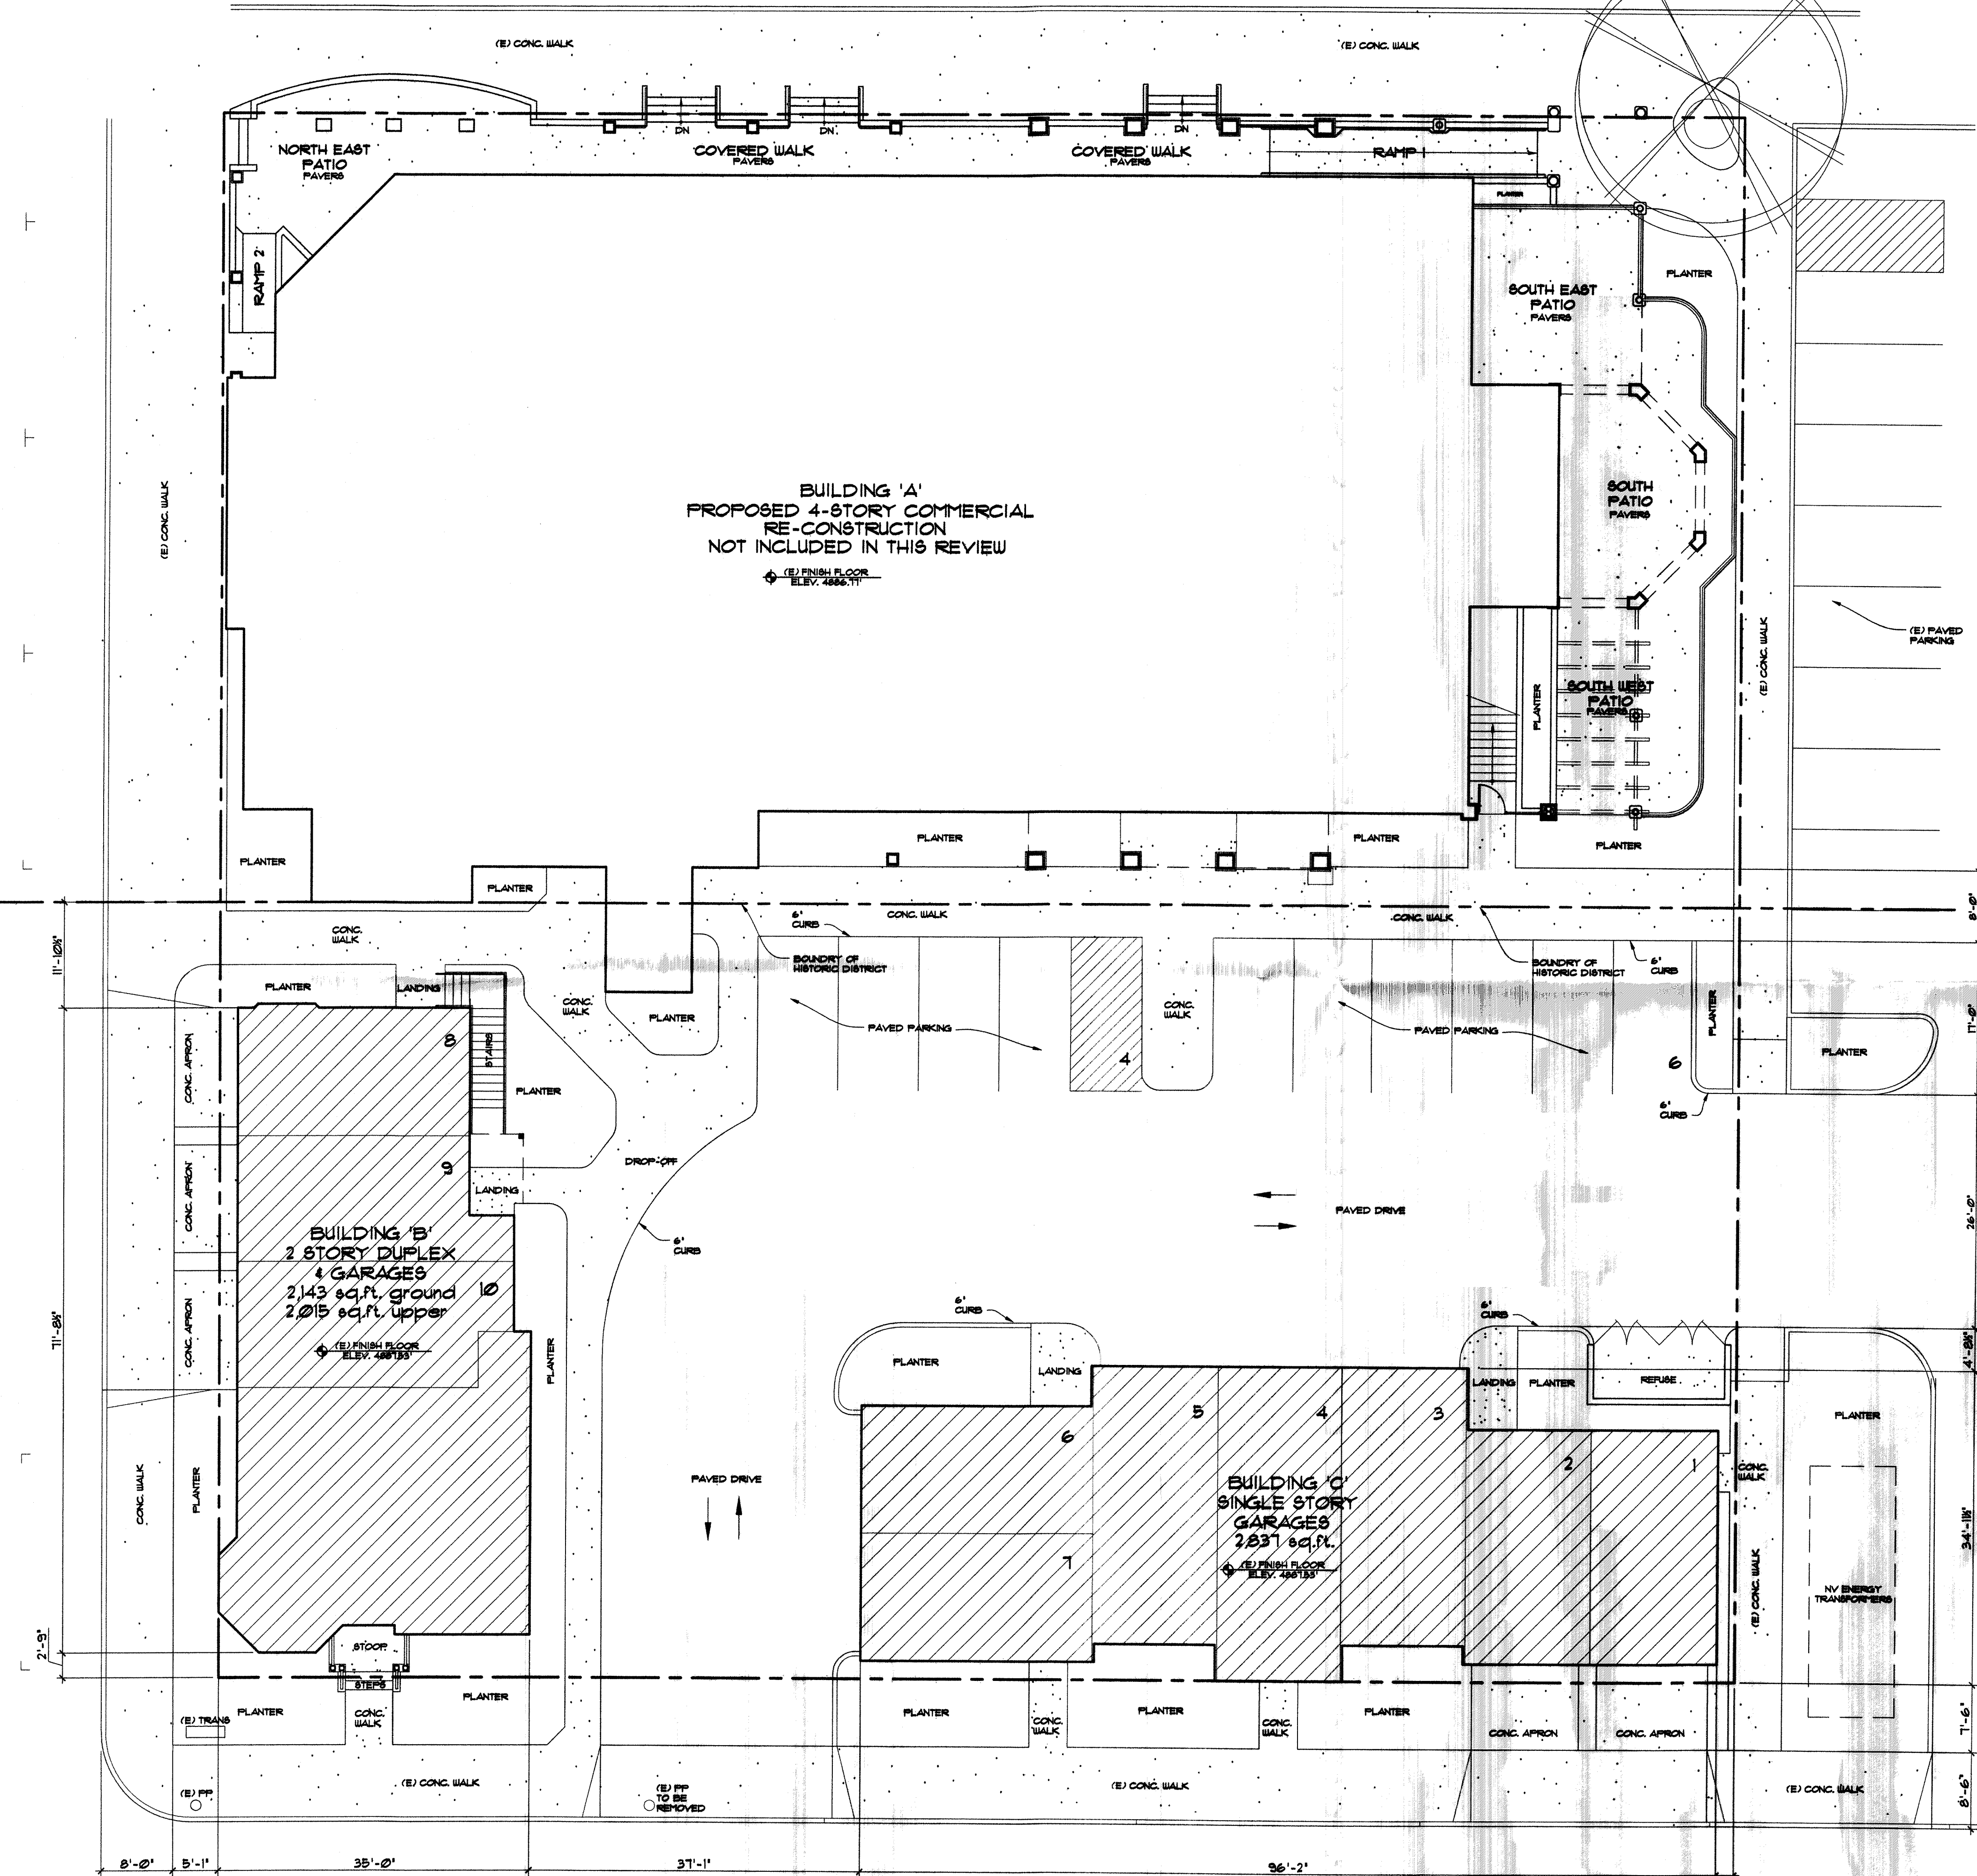 (E) CONC. WALK
(E) CONC. WALK
DN
DN
DN
NORTH EAST
PATIO
PAVERS
COVERED WALK
PAVERS
COVERED WALK
PAVERS
RAMP 1
PLANTER
RAMP 2
PLANTER
SOUTH EAST
PATIO
PAVERS
(E) CONC. WALK
BUILDING 'A'
PROPOSED 4-STORY COMMERCIAL
RE-CONSTRUCTION
NOT INCLUDED IN THIS REVIEW
(E) FINISH FLOOR
ELEV. 4886.77'
SOUTH
PATIO
PAVERS
(E) PAVED
PARKING
(E) CONC. WALK
SOUTH WEST
PATIO
PAVERS
PLANTER
PLANTER
PLANTER
PLANTER
PLANTER
PLANTER
CONC.
WALK
6"
CURB
CONC. WALK
CONC. WALK
8'-0"
11'-10½"
BOUNDRY OF
HISTORIC DISTRICT
BOUNDRY OF
HISTORIC DISTRICT
6"
CURB
PLANTER
LANDING
CONC.
WALK
PLANTER
PAVED PARKING
CONC.
WALK
PAVED PARKING
PLANTER
17'-0"
PLANTER
8
STAIRS
4
6
CONC. APRON
PLANTER
6"
CURB
DROP-OFF
9
LANDING
CONC. APRON
PAVED DRIVE
26'-0"
BUILDING 'B'
2 STORY DUPLEX
& GARAGES
2,143 sq.ft. ground
2,015 sq.ft. upper
10
(E) FINISH FLOOR
ELEV. 4887.53'
6"
CURB
CONC. APRON
71'-8½"
PLANTER
6"
CURB
6"
CURB
PLANTER
LANDING
LANDING
PLANTER
REFUSE
4'-8½"
PLANTER
5
4
3
6
2
1
7
CONC. WALK
PLANTER
PAVED DRIVE
BUILDING 'C'
SINGLE STORY
GARAGES
2,837 sq.ft.
(E) FINISH FLOOR
ELEV. 4887.53'
CONC.
WALK
34'-11½"
(E) CONC. WALK
NV ENERGY
TRANSFORMERS
2'-9"
STOOP
STEPS
PLANTER
PLANTER
(E) TRANS
CONC.
WALK
PLANTER
CONC.
WALK
PLANTER
CONC.
WALK
PLANTER
CONC. APRON
CONC. APRON
7'-6"
(E) PP
(E) CONC. WALK
(E) PP
TO BE
REMOVED
(E) CONC. WALK
(E) CONC. WALK
8'-6"
8'-0"
5'-1"
35'-0"
37'-1"
96'-2"